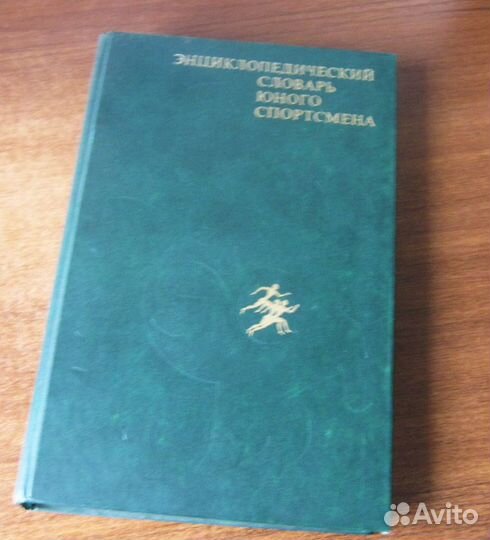 ЭНЦИКЛОПЕДИЧЕСКИЙ
СЛОВАРЬ
ЮНОГО
СПОРТСМЕНА
Avito